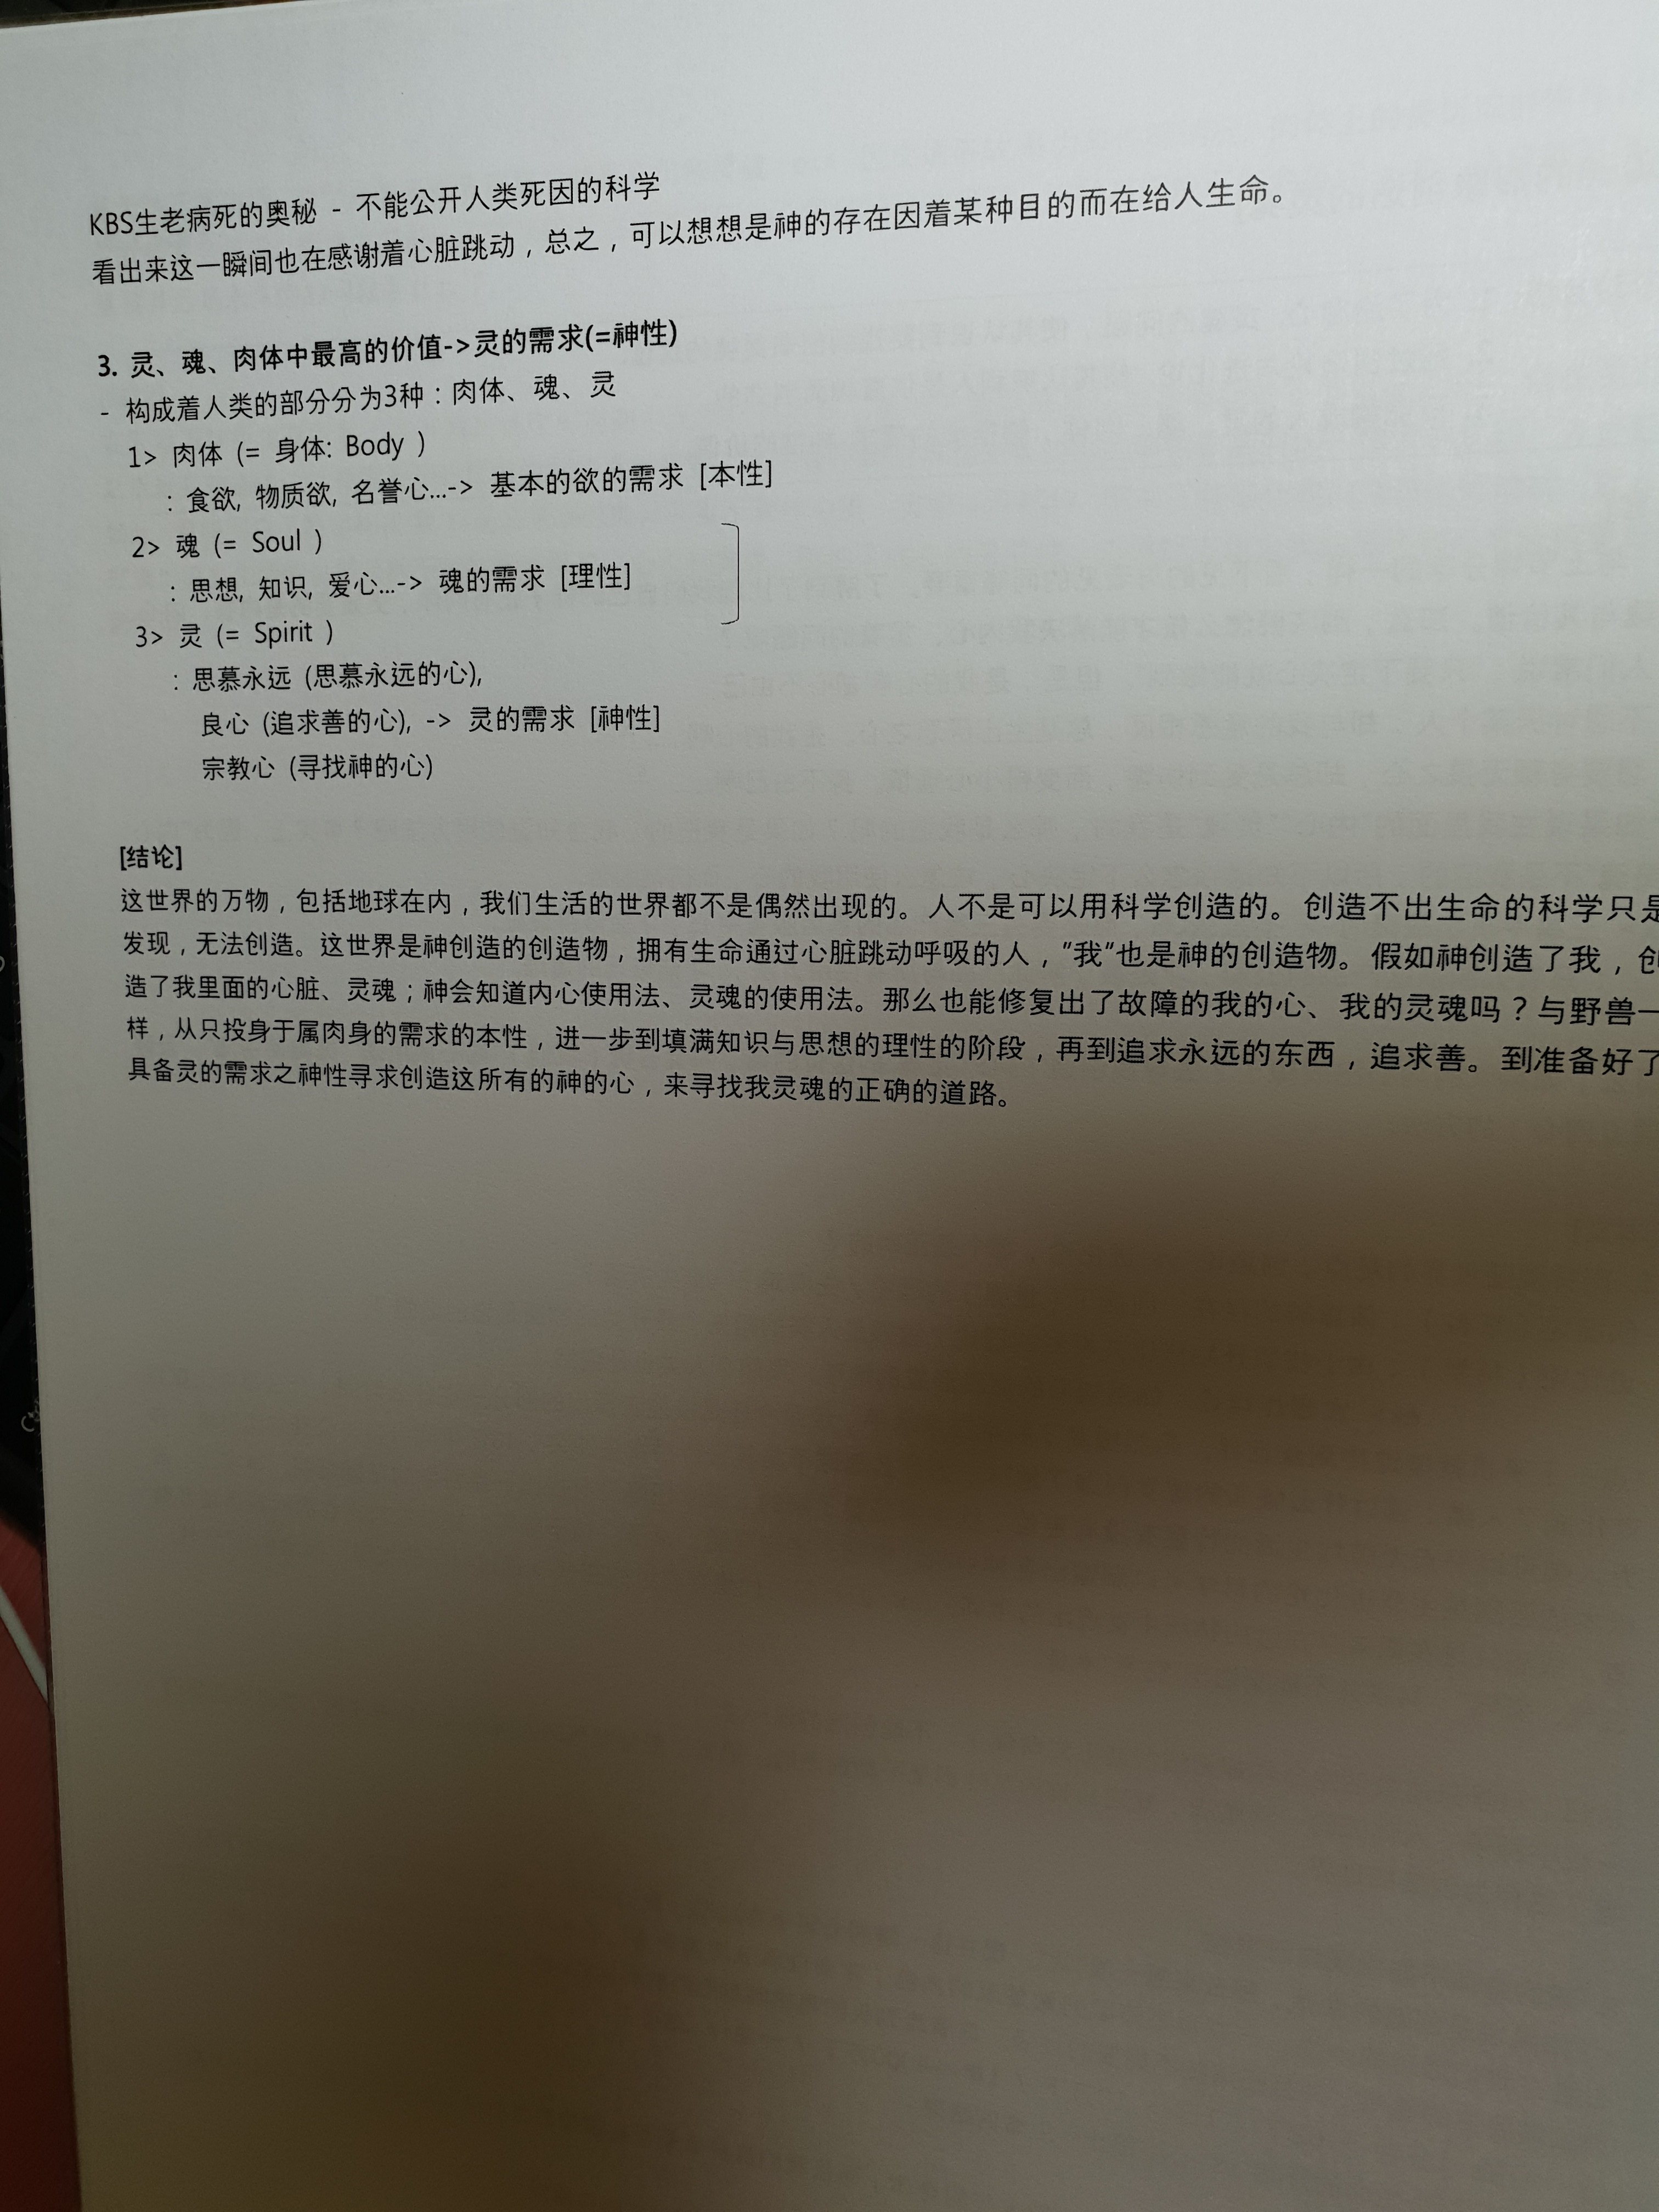 KBS生老病死的奥秘 - 不能公开人类死因的科学
看出来这一瞬间也在感谢着心脏跳动，总之，可以想想是神的存在因着某种目的而在给人生命。
3. 灵、魂、肉体中最高的价值->灵的需求(=神性)
- 构成着人类的部分分为3种：肉体、魂、灵
1> 肉体 (= 身体: Body )
: 食欲, 物质欲, 名誉心...-> 基本的欲的需求 [本性]
2> 魂 (= Soul )
: 思想, 知识, 爱心...-> 魂的需求 [理性]
3> 灵 (= Spirit )
: 思慕永远 (思慕永远的心),
良心 (追求善的心), -> 灵的需求 [神性]
宗教心 (寻找神的心)
[结论]
这世界的万物，包括地球在内，我们生活的世界都不是偶然出现的。人不是可以用科学创造的。创造不出生命的科学只是
发现，无法创造。这世界是神创造的创造物，拥有生命通过心脏跳动呼吸的人，"我"也是神的创造物。假如神创造了我，创
造了我里面的心脏、灵魂；神会知道内心使用法、灵魂的使用法。那么也能修复出了故障的我的心、我的灵魂吗？与野兽一
样，从只投身于属肉身的需求的本性，进一步到填满知识与思想的理性的阶段，再到追求永远的东西，追求善。到准备好了
具备灵的需求之神性寻求创造这所有的神的心，来寻找我灵魂的正确的道路。